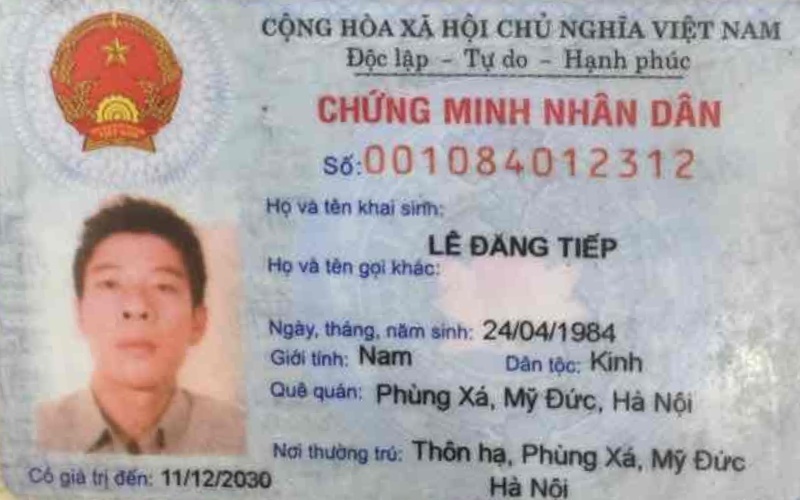 CỘNG HÒA XÃ HỘI CHỦ NGHĨA VIỆT NAM
Độc lập - Tự do - Hạnh phúc
CHỨNG MINH NHÂN DÂN
Số: 001084012312
Họ và tên khai sinh:
LÊ ĐĂNG TIẾP
Họ và tên gọi khác:
Ngày, tháng, năm sinh: 24/04/1984
Giới tính: Nam Dân tộc: Kinh
Quê quán: Phùng Xá, Mỹ Đức, Hà Nội
Nơi thường trú: Thôn hạ, Phùng Xá, Mỹ Đức
Hà Nội
Có giá trị đến: 11/12/2030